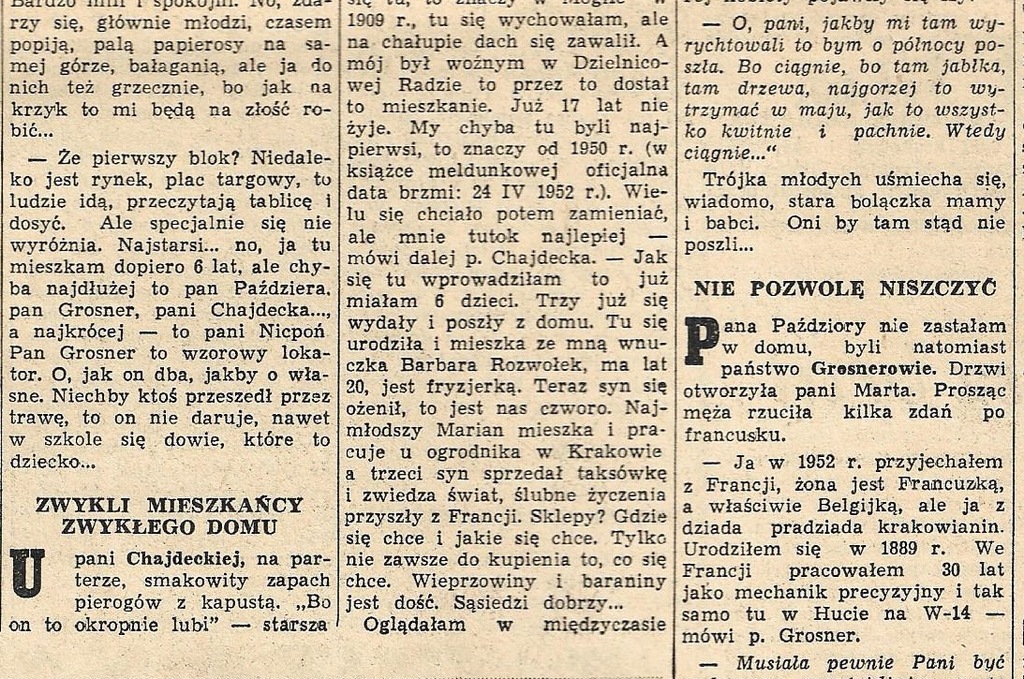 Bardzo mili i spokojni. No, zda-
rzy się, głównie młodzi, czasem
popiją, palą papierosy na sa-
mej górze, bałaganią, ale ja do
nich też grzecznie, bo jak na
krzyk to mi będą na złość ro-
bić...
— Że pierwszy blok? Niedale-
ko jest rynek, plac targowy, to
ludzie idą, przeczytają tablicę i
dosyć. Ale specjalnie się nie
wyróżnia. Najstarsi... no, ja tu
mieszkam dopiero 6 lat, ale chy-
ba najdłużej to pan Paździera,
pan Grosner, pani Chajdecka...,
a najkrócej — to pani Nicpoń
Pan Grosner to wzorowy loka-
tor. O, jak on dba, jakby o wła-
sne. Niechby ktoś przeszedł przez
trawę, to on nie daruje, nawet
w szkole się dowie, które to
dziecko...
ZWYKLI MIESZKAŃCY
ZWYKŁEGO DOMU
U pani Chajdeckiej, na par-
terze, smakowity zapach
pierogów z kapustą. „Bo
on to okropnie lubi” — starsza
się tu, to znaczy w Mogile w
1909 r., tu się wychowałam, ale
na chałupie dach się zawalił. A
mój był woźnym w Dzielnico-
wej Radzie to przez to dostał
to mieszkanie. Już 17 lat nie
żyje. My chyba tu byli naj-
pierwsi, to znaczy od 1950 r. (w
książce meldunkowej oficjalna
data brzmi: 24 IV 1952 r.). Wie-
lu się chciało potem zamieniać,
ale mnie tutok najlepiej —
mówi dalej p. Chajdecka. — Jak
się tu wprowadziłam to już
miałam 6 dzieci. Trzy już się
wydały i poszły z domu. Tu się
urodziła i mieszka ze mną wnu-
czka Barbara Rozwołek, ma lat
20, jest fryzjerką. Teraz syn się
ożenił, to jest nas czworo. Naj-
młodszy Marian mieszka i pra-
cuje u ogrodnika w Krakowie
a trzeci syn sprzedał taksówkę
i zwiedza świat, ślubne życzenia
przyszły z Francji. Sklepy? Gdzie
się chce i jakie się chce. Tylko
nie zawsze do kupienia to, co się
chce. Wieprzowiny i baraniny
jest dość. Sąsiedzi dobrzy...
Oglądałam w międzyczasie
— O, pani, jakby mi tam wy-
rychtowali to bym o północy po-
szła. Bo ciągnie, bo tam jabłka,
tam drzewa, najgorzej to wy-
trzymać w maju, jak to wszyst-
ko kwitnie i pachnie. Wtedy
ciągnie...“
Trójka młodych uśmiecha się,
wiadomo, stara bolączka mamy
i babci. Oni by tam stąd nie
poszli...
NIE POZWOLĘ NISZCZYĆ
Pana Paździory nie zastałam
w domu, byli natomiast
państwo Grosnerowie. Drzwi
otworzyła pani Marta. Prosząc
męża rzuciła kilka zdań po
francusku.
— Ja w 1952 r. przyjechałem
z Francji, żona jest Francuzką,
a właściwie Belgijką, ale ja z
dziada pradziada krakowianin.
Urodziłem się w 1889 r. We
Francji pracowałem 30 lat
jako mechanik precyzyjny i tak
samo tu w Hucie na W-14 —
mówi p. Grosner.
— Musiała pewnie Pani być